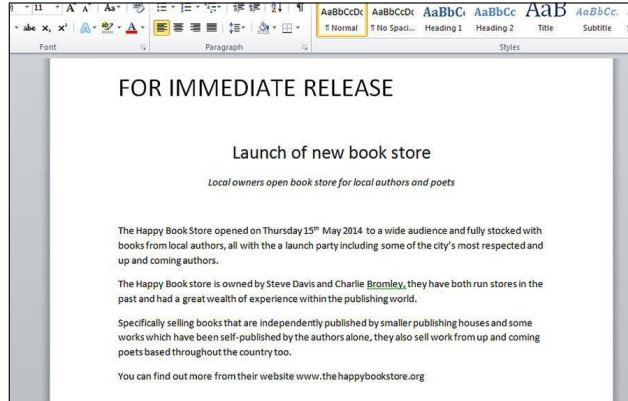 11 A A Aa
abc x, x² A ab A
AaBbCcDc AaBbCcDc AaBbC AaBbCc AaB AaBbCc.
¶ Normal ¶ No Spaci... Heading 1 Heading 2 Title Subtitle
Font Paragraph Styles
FOR IMMEDIATE RELEASE
Launch of new book store
Local owners open book store for local authors and poets
The Happy Book Store opened on Thursday 15th May 2014 to a wide audience and fully stocked with
books from local authors, all with the a launch party including some of the city's most respected and
up and coming authors.
The Happy Book store is owned by Steve Davis and Charlie Bromley, they have both run stores in the
past and had a great wealth of experience within the publishing world.
Specifically selling books that are independently published by smaller publishing houses and some
works which have been self-published by the authors alone, they also sell work from up and coming
poets based throughout the country too.
You can find out more from their website www.thehappybookstore.org